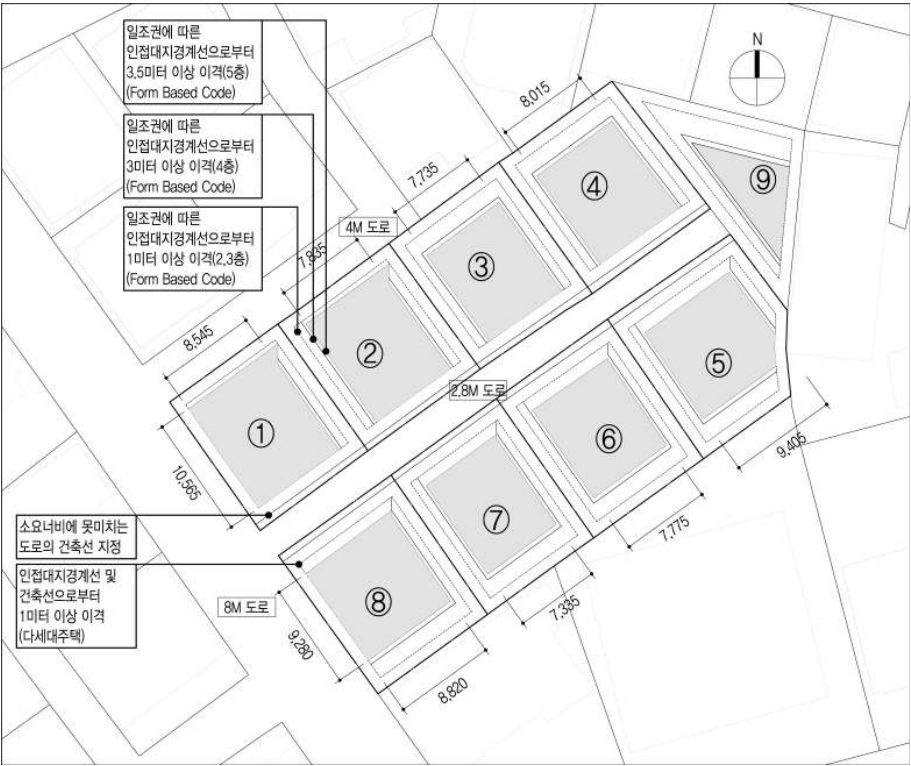 일조권에 따른
인접대지경계선으로부터
3.5미터 이상 이격(5층)
(Form Based Code)
일조권에 따른
인접대지경계선으로부터
3미터 이상 이격(4층)
(Form Based Code)
일조권에 따른
인접대지경계선으로부터
1미터 이상 이격(2,3층)
(Form Based Code)
N
8,015
7,735
4M 도로
7,835
8,545
④
⑨
③
②
⑤
2.8M 도로
①
⑥
9,405
10,565
⑦
7,775
소요너비에 못미치는
도로의 건축선 지정
인접대지경계선 및
건축선으로부터
1미터 이상 이격
(다세대주택)
8M 도로
⑧
7,335
9,280
8,820